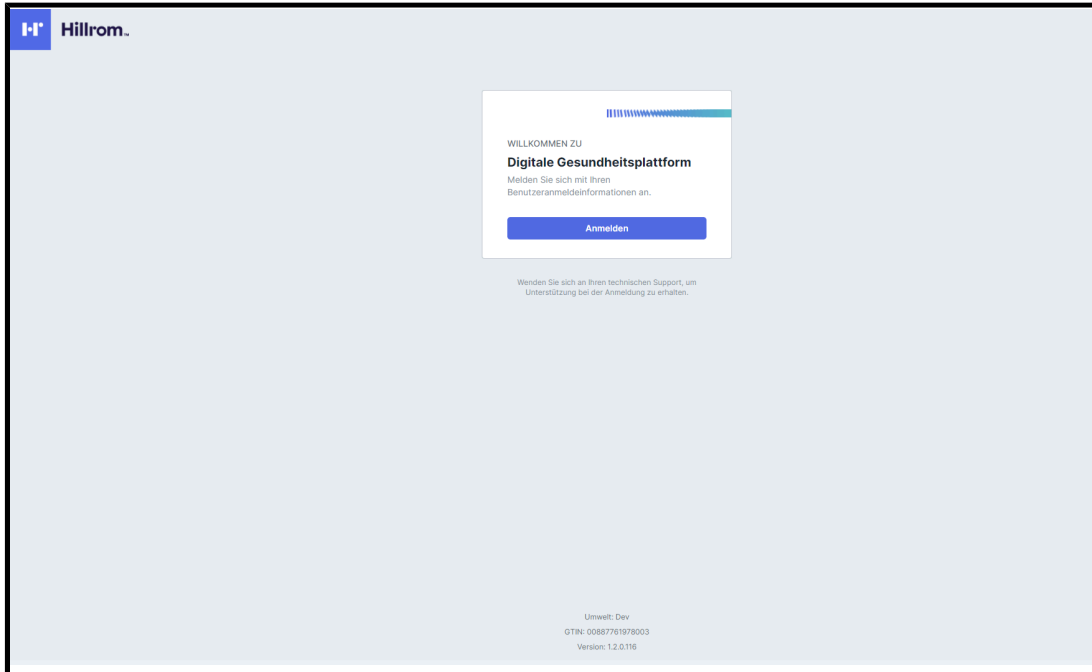 Hillrom™
WILLKOMMEN ZU
Digitale Gesundheitsplattform
Melden Sie sich mit Ihren
Benutzeranmeldeinformationen an.
Anmelden
Wenden Sie sich an Ihren technischen Support, um
Unterstützung bei der Anmeldung zu erhalten.
Umwelt: Dev
GTIN: 00887761978003
Version: 1.2.0.116